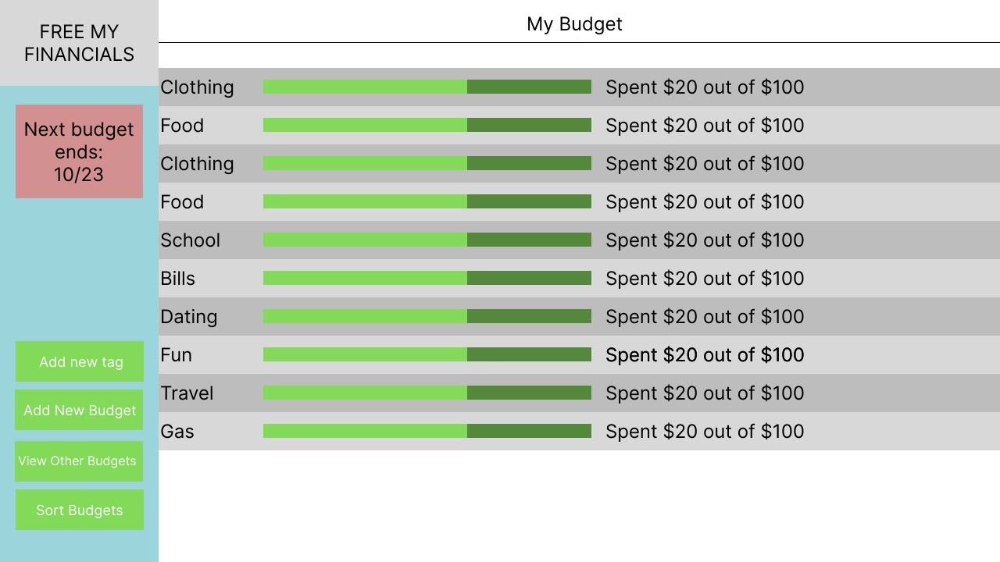 FREE MY
FINANCIALS
My Budget
Next budget
ends:
10/23
Clothing Spent $20 out of $100
Food Spent $20 out of $100
Clothing Spent $20 out of $100
Food Spent $20 out of $100
School Spent $20 out of $100
Bills Spent $20 out of $100
Dating Spent $20 out of $100
Fun Spent $20 out of $100
Travel Spent $20 out of $100
Gas Spent $20 out of $100
Add new tag
Add New Budget
View Other Budgets
Sort Budgets